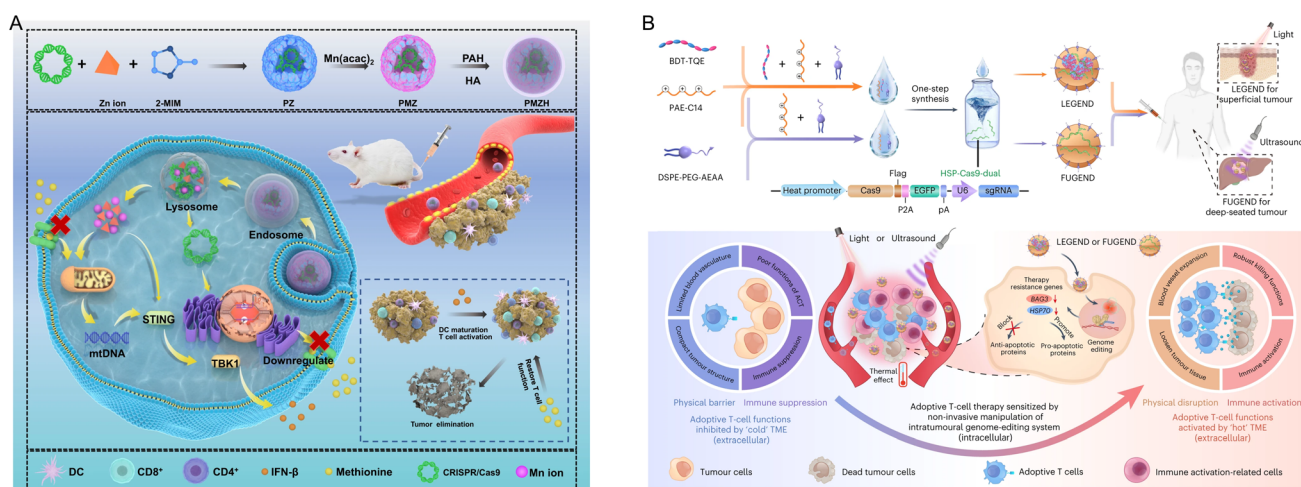 A
Mn(acac)2
PAH
HA
Zn ion
2-MIM
PZ
PMZ
PMZH
Lysosome
Endosome
STING
mtDNA
TBK1
Downregulate
DC maturation
T cell activation
Restore T cell
function
Tumor elimination
DC
CD8+
CD4+
IFN-β
Methionine
CRISPR/Cas9
Mn ion
B
BDT-TQE
PAE-C14
DSPE-PEG-AEAA
One-step
synthesis
LEGEND
FUGEND
Light
LEGEND for
superficial tumour
Ultrasound
FUGEND for
deep-seated tumour
HSP-Cas9-dual
Flag
Heat promoter
Cas9
EGFP
U6
sgRNA
P2A
pA
Light or Ultrasound
LEGEND or FUGEND
Limited blood vasculature
Poor functions of ACT
Compact tumour structure
Immune suppression
Thermal
effect
Therapy
resistance genes
BAG3
HSP70
Block
Promote
Anti-apoptotic
proteins
Pro-apoptotic
proteins
Genome
editing
Blood vessel expansion
Robust killing functions
Loosen tumour tissue
Immune activation
Physical barrier
Immune suppression
Adoptive T-cell functions
inhibited by 'cold' TME
(extracellular)
Adoptive T-cell therapy sensitized by
non-invasive manipulation of
intratumoural genome-editing system
(intracellular)
Physical disruption
Immune activation
Adoptive T-cell functions
activated by 'hot' TME
(extracellular)
Tumour cells
Dead tumour cells
Adoptive T cells
Immune activation-related cells